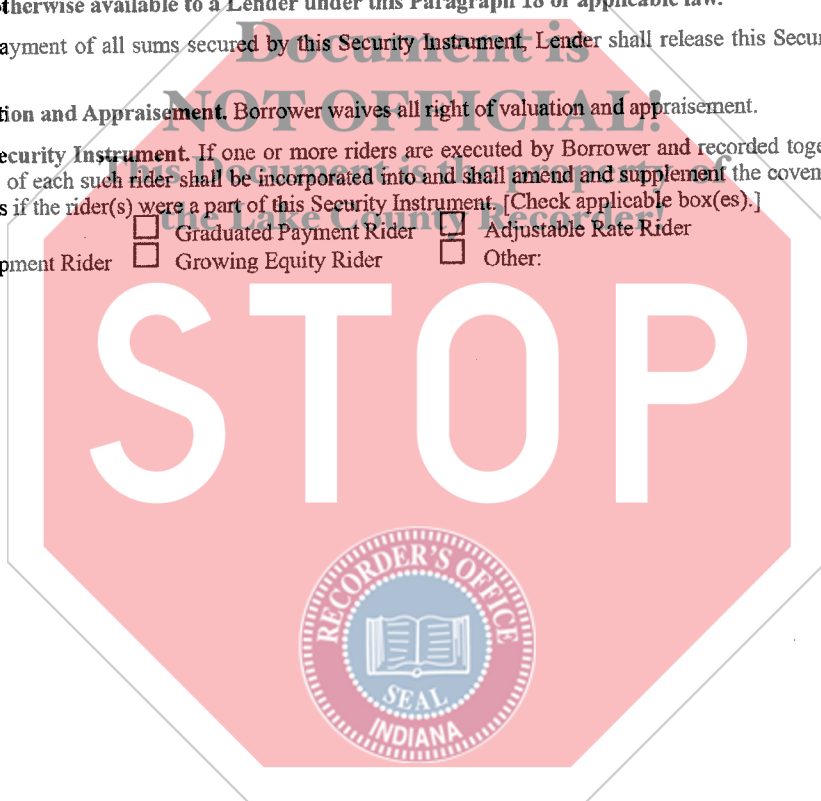 otherwise available to a Lender under this Paragraph 18 or applicable law.
ayment of all sums secured by this Security Instrument, Lender shall release this Secur
Document is
NOT OFFICIAL!
tion and Appraisement. Borrower waives all right of valuation and appraisement.
ecurity Instrument. If one or more riders are executed by Borrower and recorded toge
This Document is the property of
of each such rider shall be incorporated into and shall amend and supplement the coven
s if the rider(s) were a part of this Security Instrument. [Check applicable box(es).]
the Lake County Recorder!
Graduated Payment Rider Adjustable Rate Rider
pment Rider Growing Equity Rider Other:
STOP
RECORDER'S OFFICE
SEAL
INDIANA